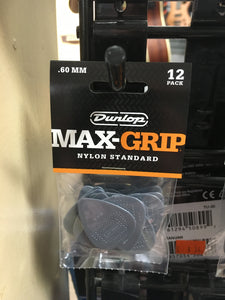 .60 MM
12
PACK
Dunlop
MAX-GRIP
NYLON STANDARD